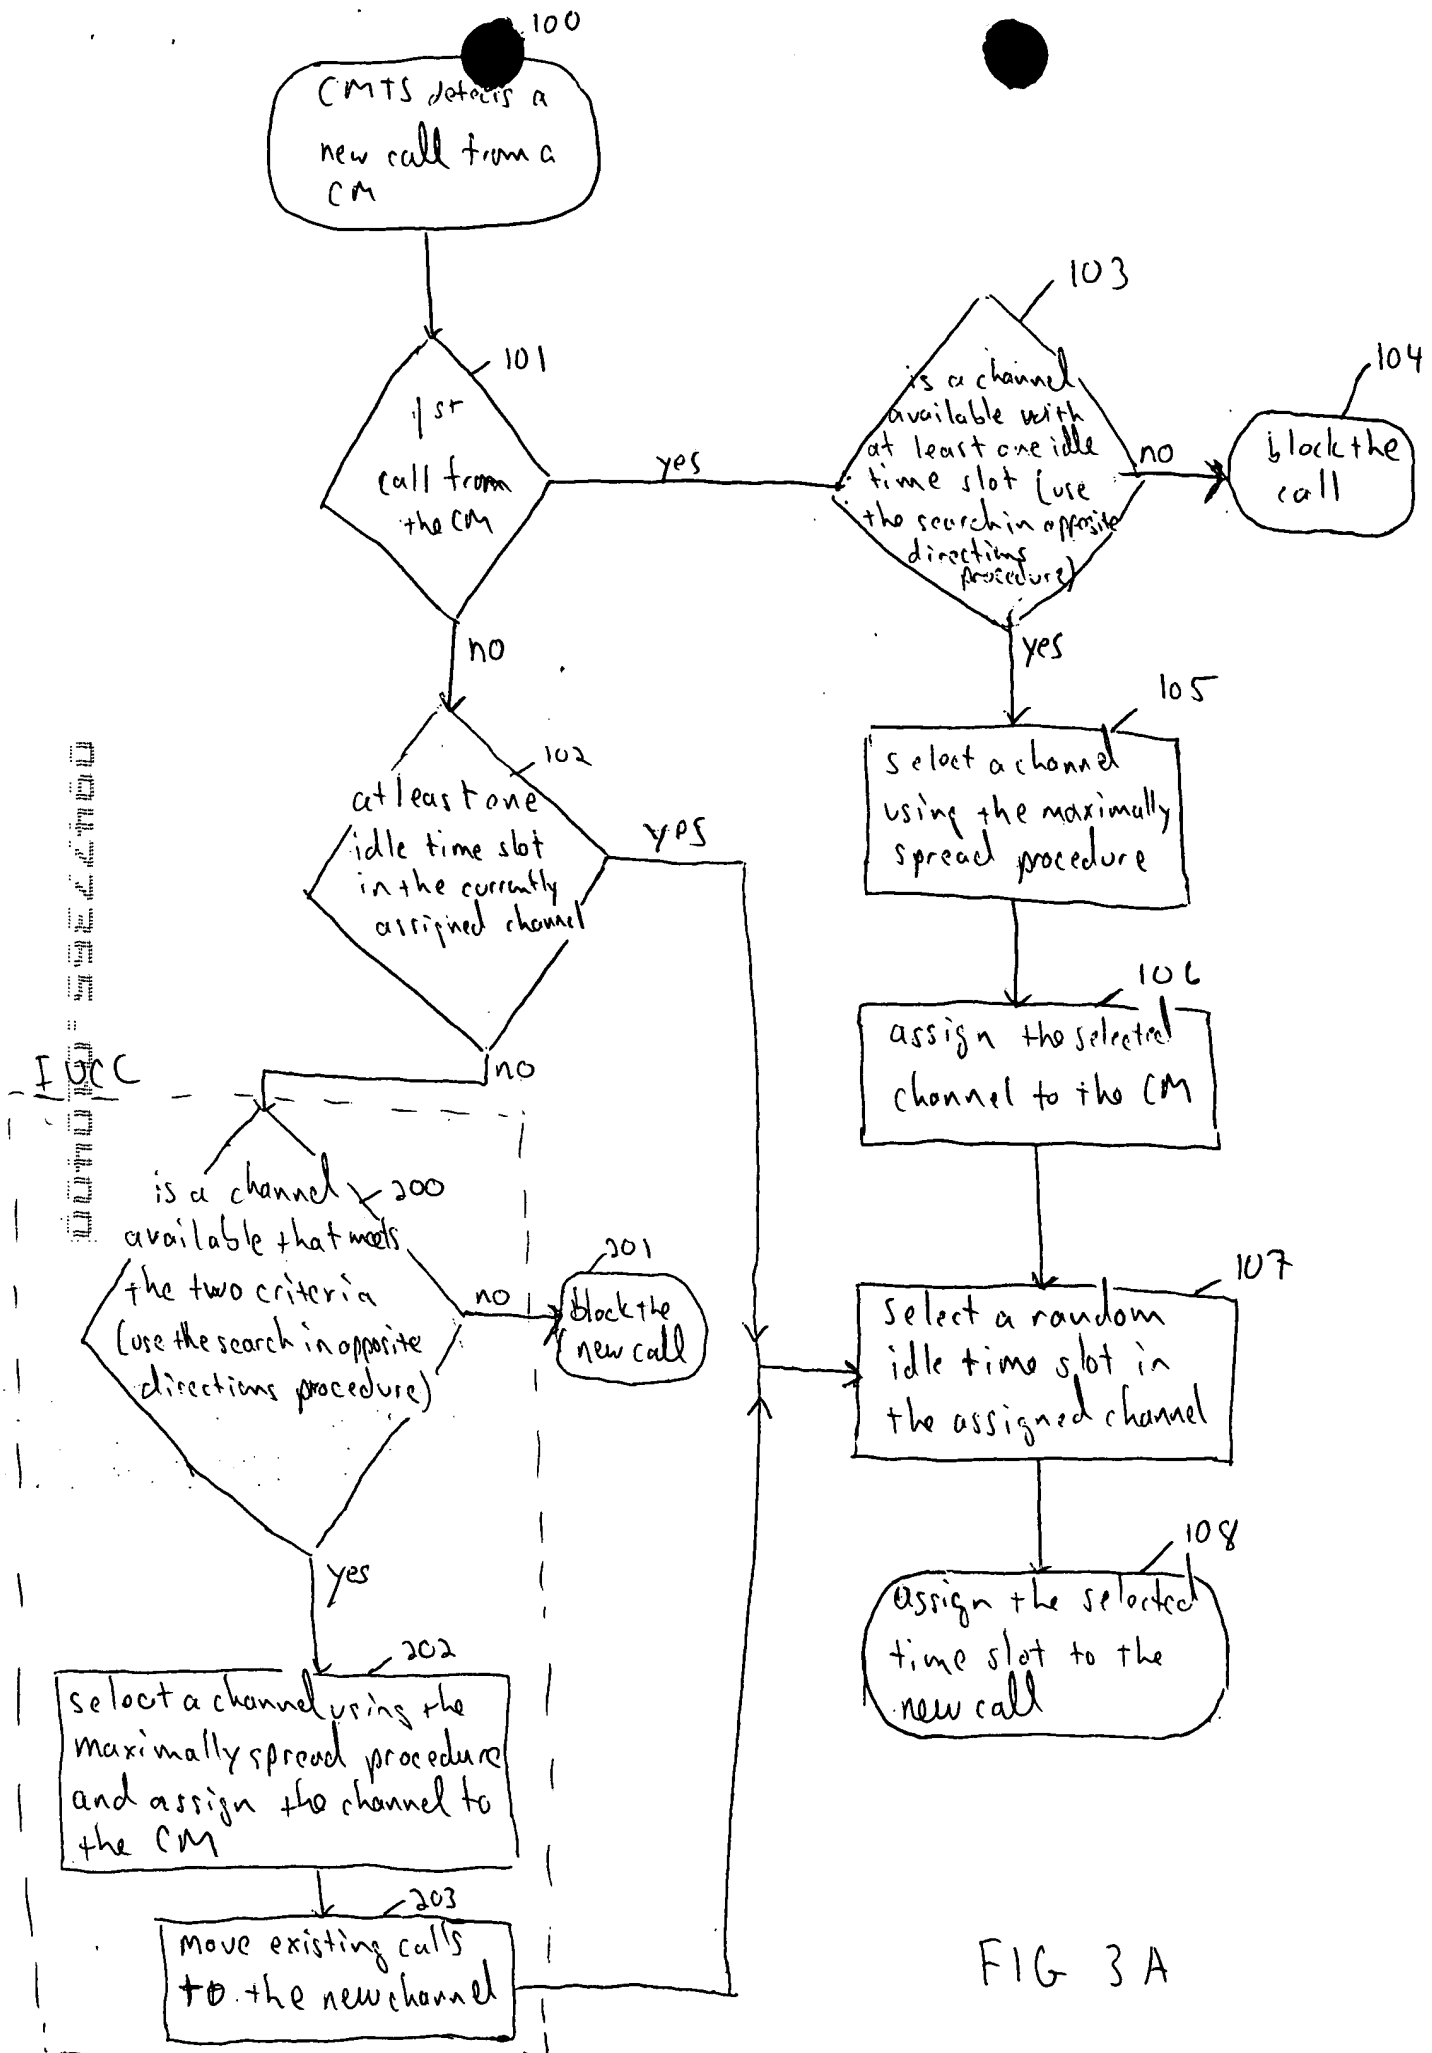 100
CMTS detects a
new call from a
CM
101
1st
call from
the CM
yes
no
103
is a channel
available with
at least one idle
time slot (use
the search in opposite
directions
procedure)
no
104
block the
call
yes
105
select a channel
using the maximally
spread procedure
106
assign the selected
channel to the CM
102
at least one
idle time slot
in the currently
assigned channel
yes
no
IUCC
200
is a channel
available that meets
the two criteria
(use the search in opposite
directions procedure)
no
201
block the
new call
yes
202
select a channel using the
maximally spread procedure
and assign the channel to
the CM
203
move existing calls
to the new channel
107
select a random
idle time slot in
the assigned channel
108
assign the selected
time slot to the
new call
FIG 3A